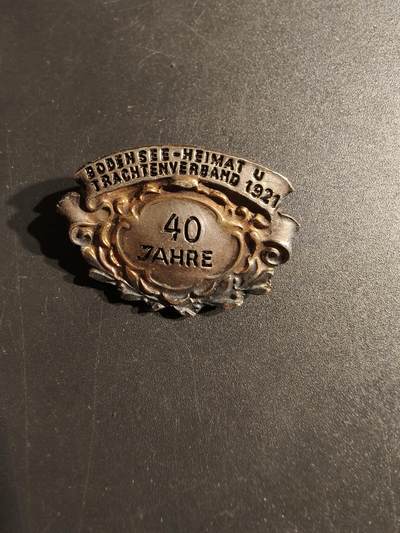 BODENSEE-HEIMAT U
TRACHTENVERBAND 1921
40
JAHRE